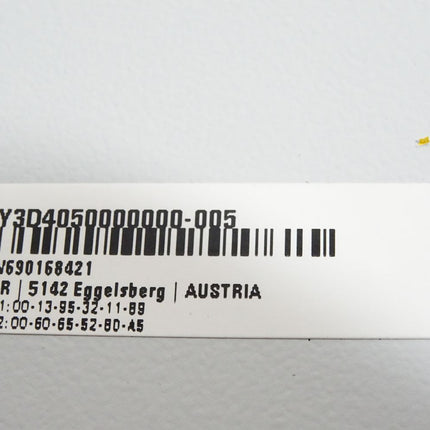 Y3D4050000000-005
V690168421
R | 5142 Eggelsberg | AUSTRIA
1:00-13-95-32-11-89
2:00-60-65-52-80-A5